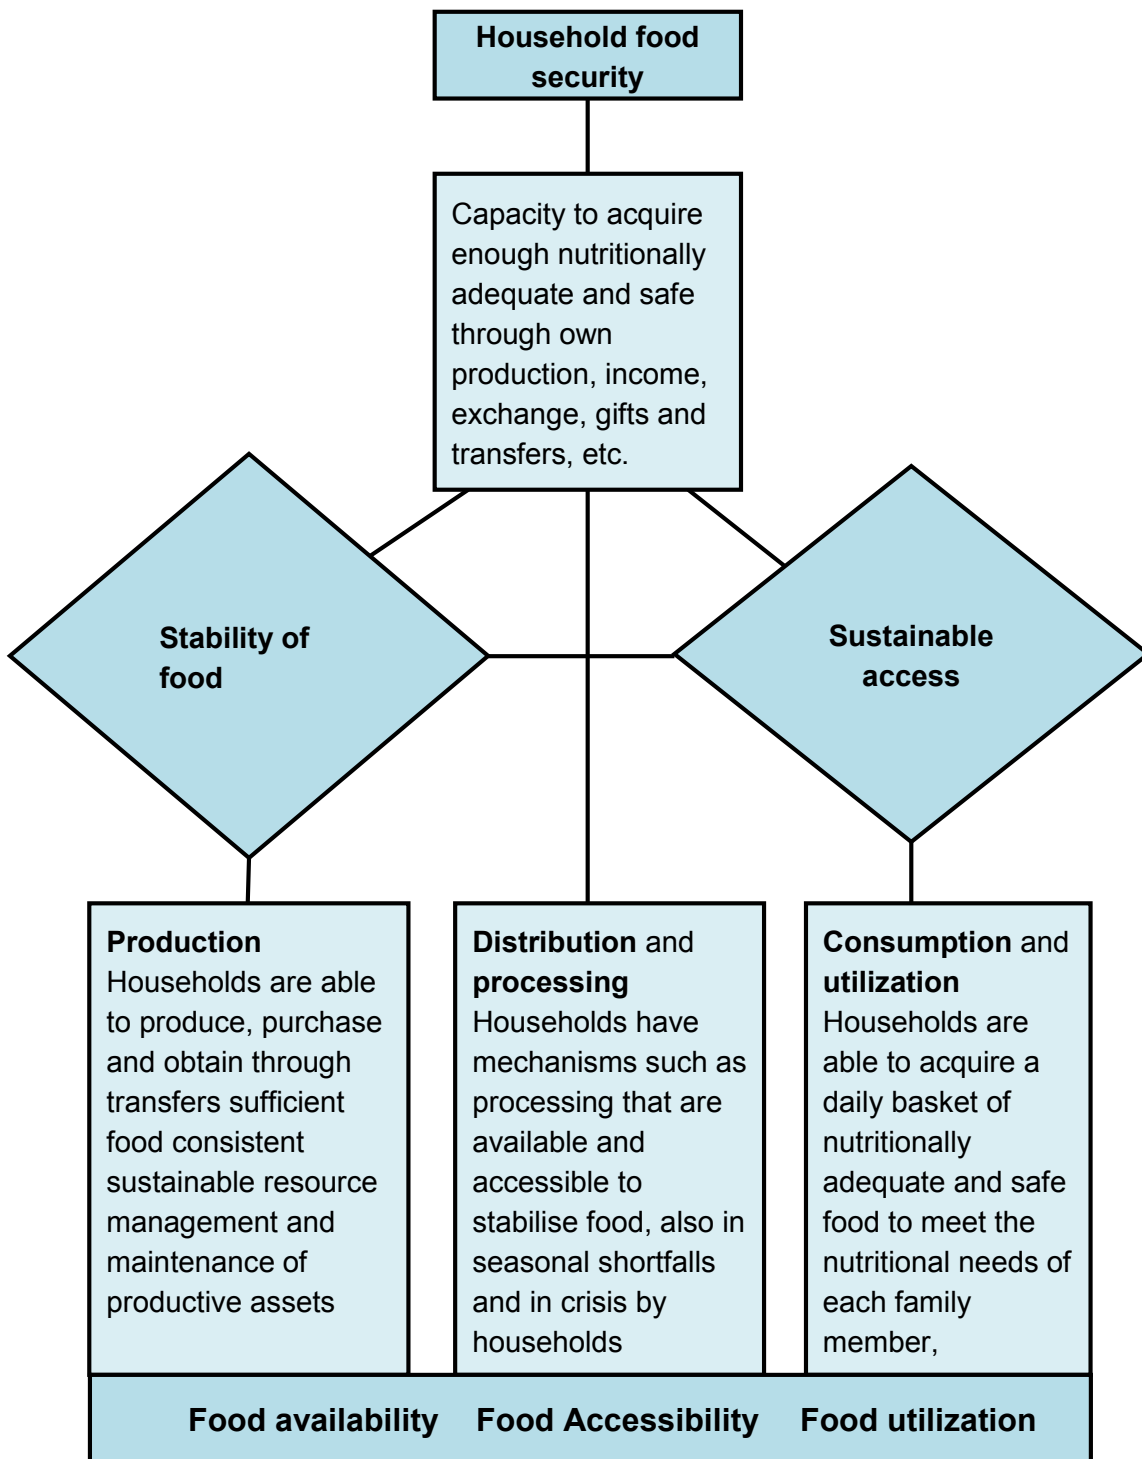 Household food
security
Capacity to acquire
enough nutritionally
adequate and safe
through own
production, income,
exchange, gifts and
transfers, etc.
Stability of
food
Sustainable
access
Production
Households are able
to produce, purchase
and obtain through
transfers sufficient
food consistent
sustainable resource
management and
maintenance of
productive assets
Distribution and
processing
Households have
mechanisms such as
processing that are
available and
accessible to
stabilise food, also in
seasonal shortfalls
and in crisis by
households
Consumption and
utilization
Households are
able to acquire a
daily basket of
nutritionally
adequate and safe
food to meet the
nutritional needs of
each family
member,
Food availability Food Accessibility Food utilization